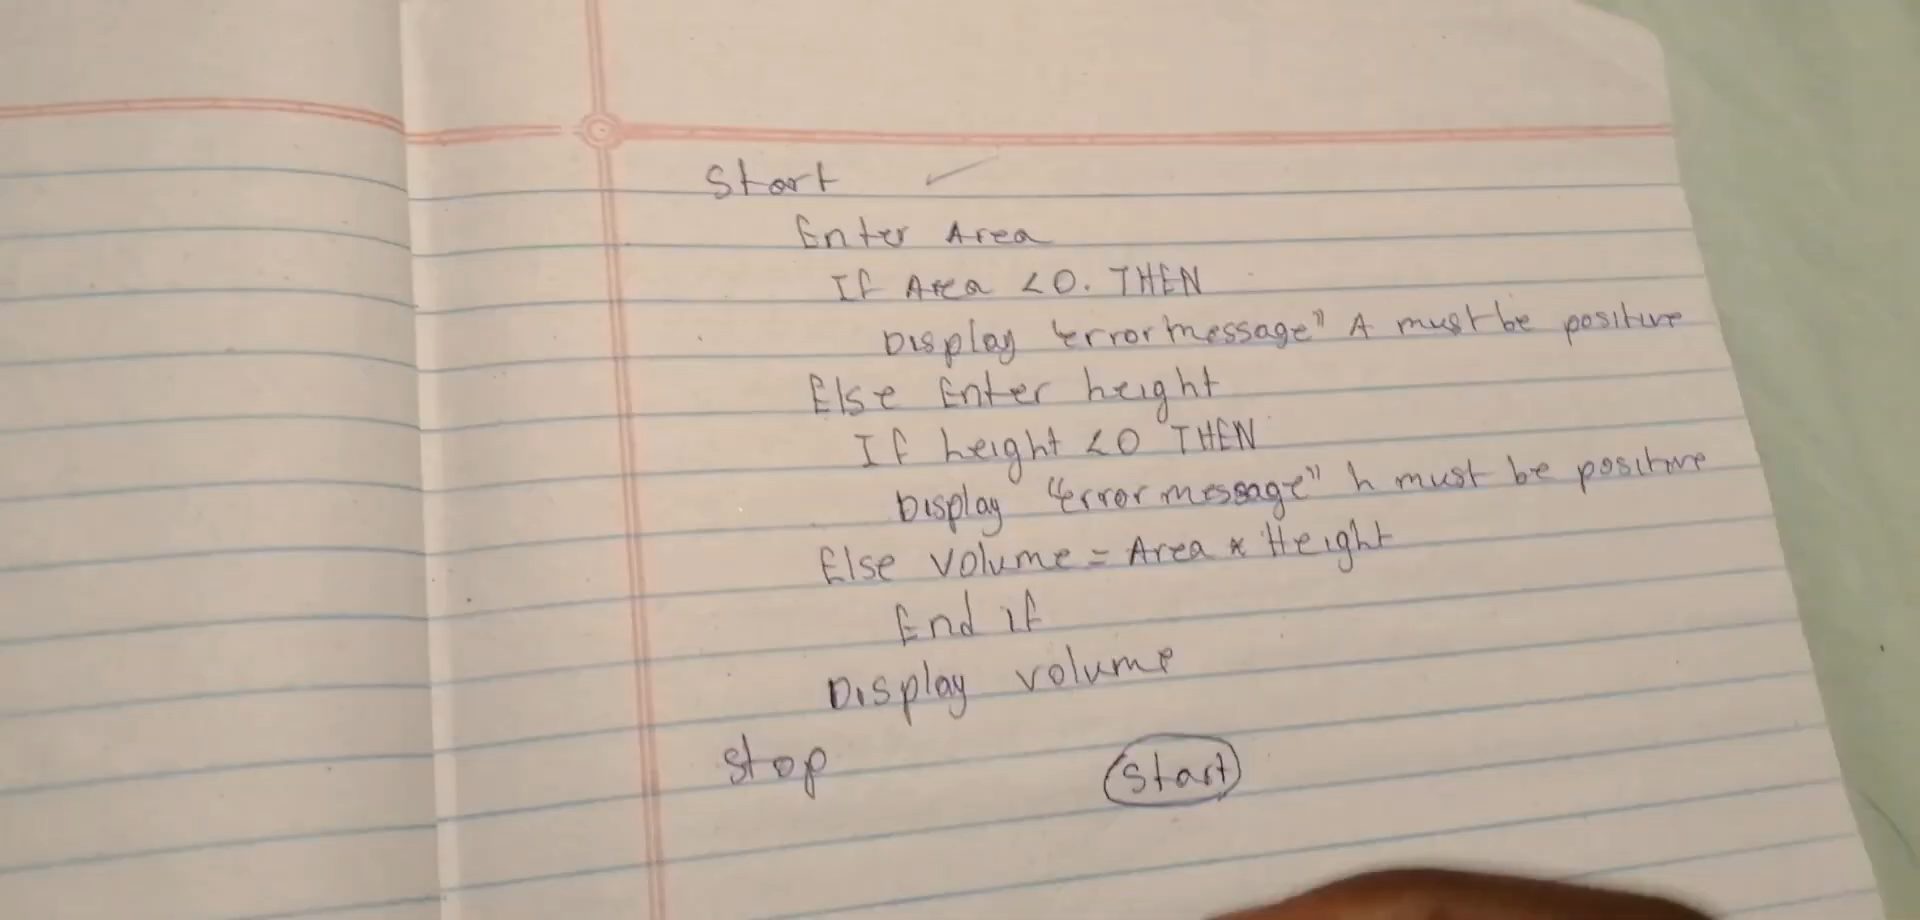 Start
Enter Area
If Area <0. THEN
Display "error message" A must be positive
Else Enter height
If height <0 THEN
Display "error message" h must be positive
Else volume = Area * Height
End if
Display volume
Stop
Start